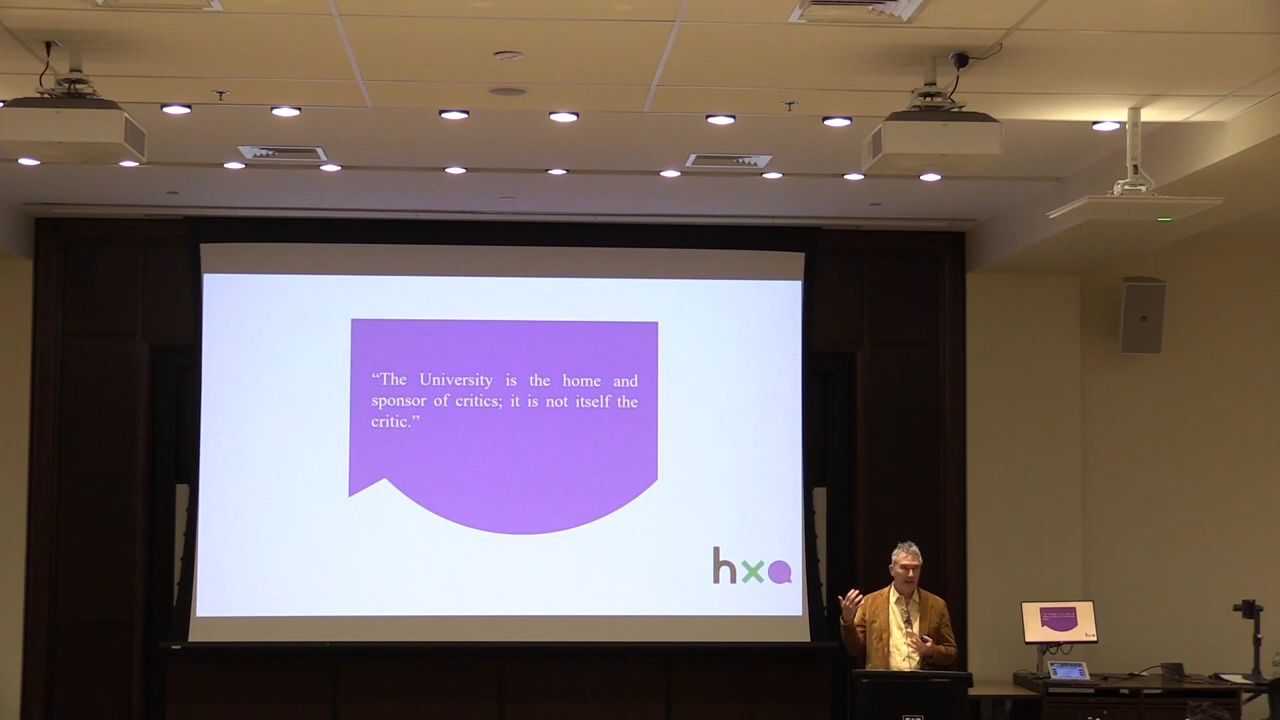 “The University is the home and
sponsor of critics; it is not itself the
critic.”
hxa